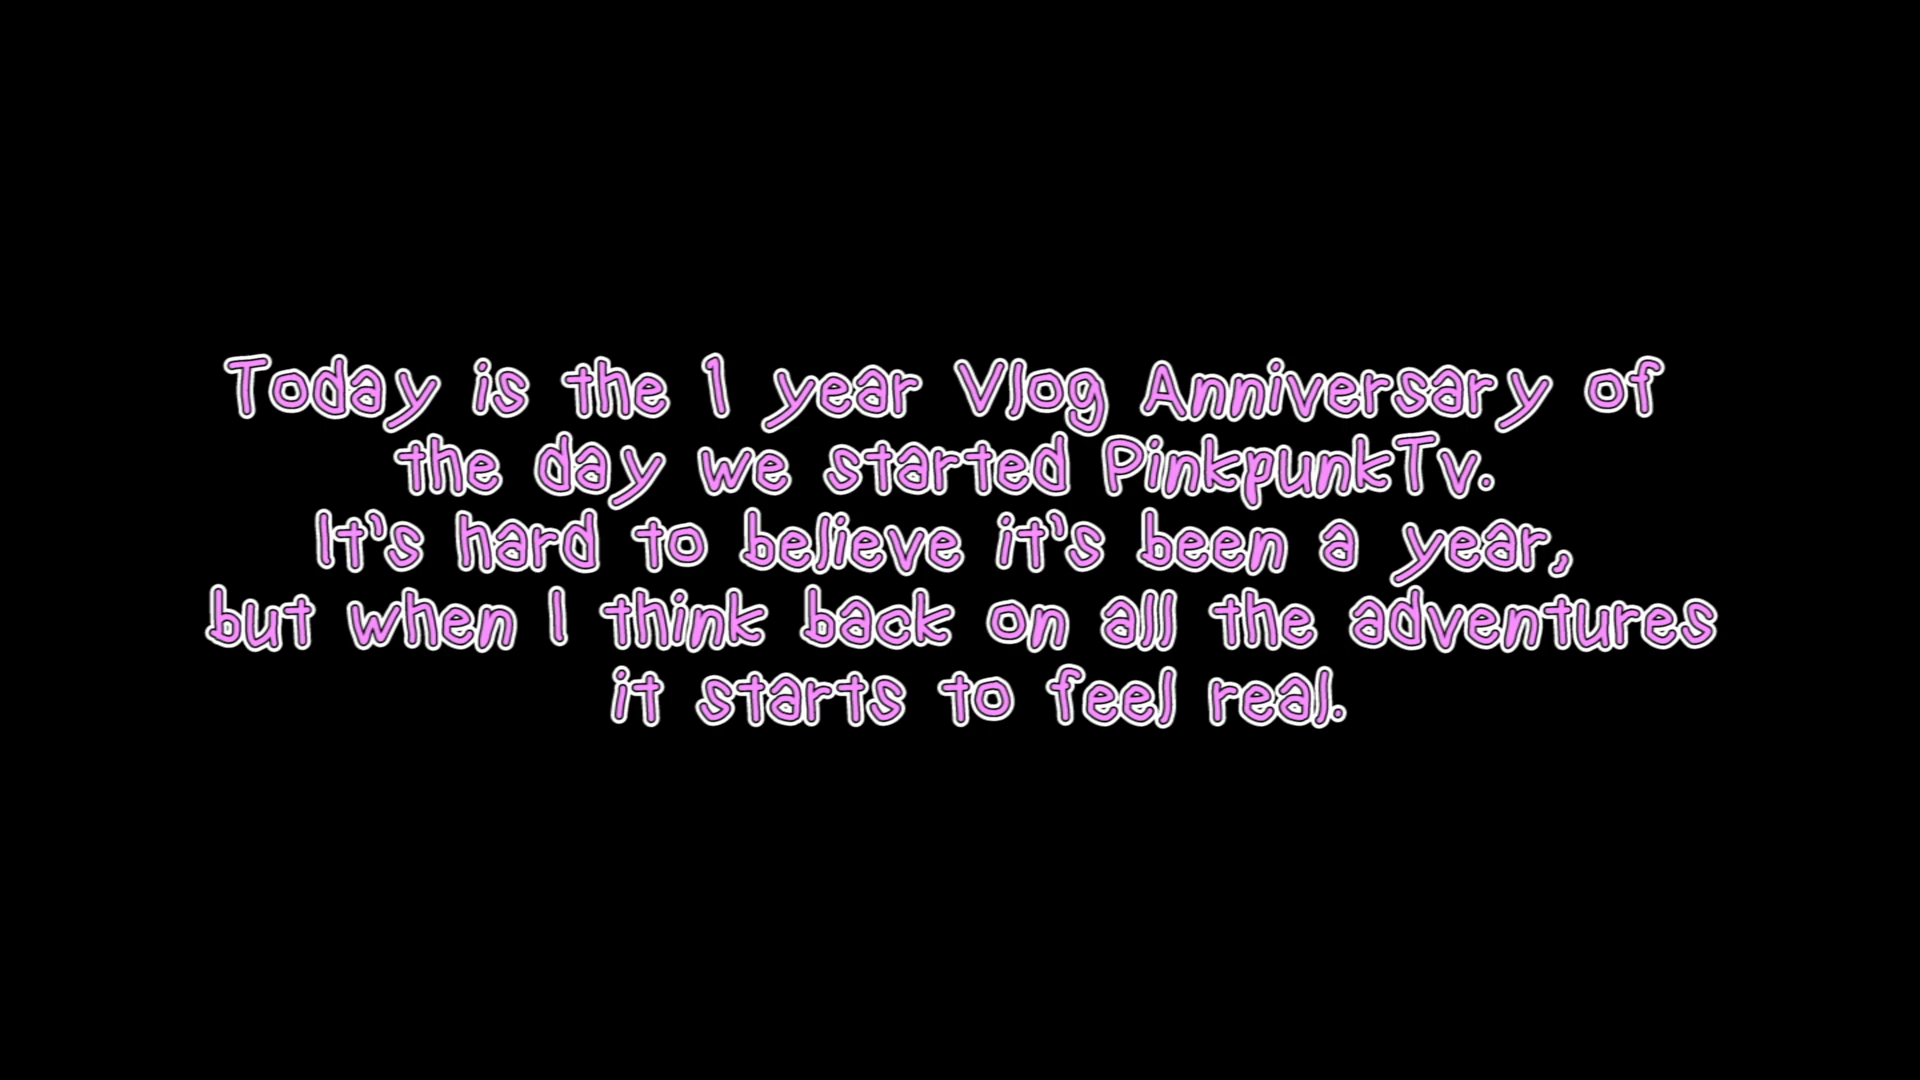 Today is the 1 year Vlog Anniversary of
the day we started PinkpunkTv.
It's hard to believe it's been a year,
but when I think back on all the adventures
it starts to feel real.